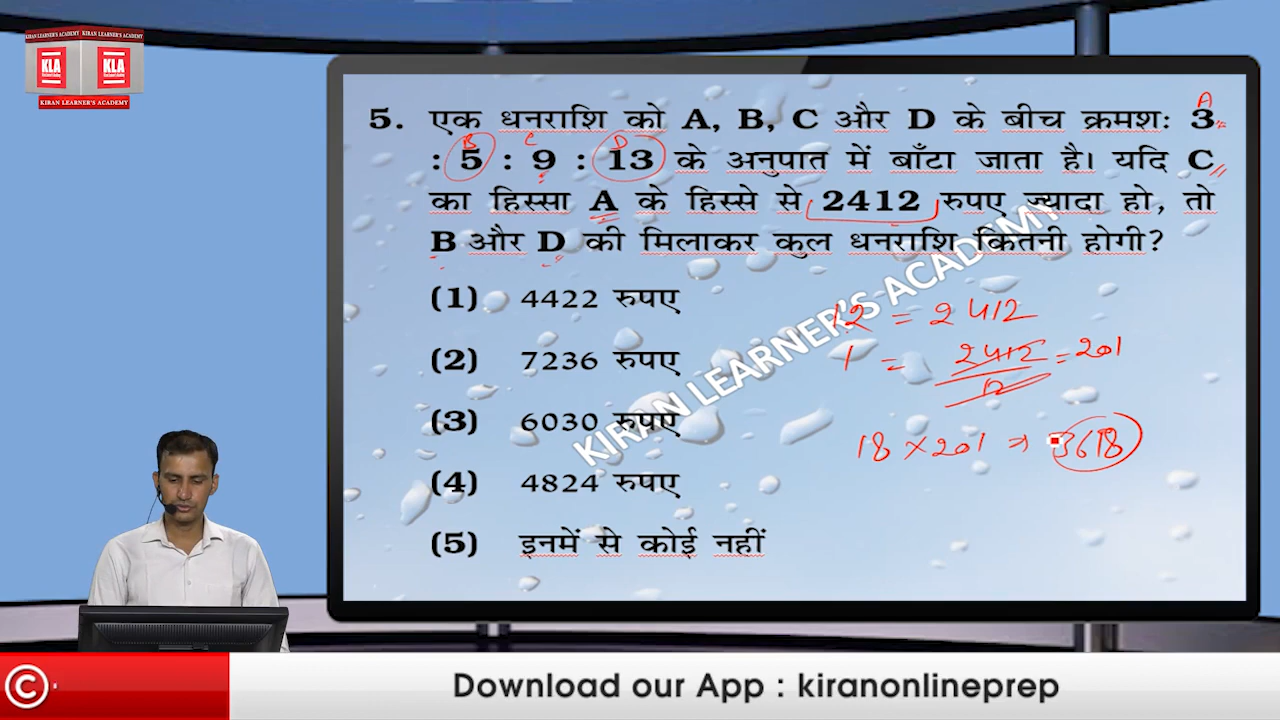 KIRAN LEARNER'S ACADEMY KIRAN LEARNER'S ACADEMY
KLA KLA
KIRAN LEARNER'S ACADEMY
5. एक धनराशि को A, B, C और D के बीच क्रमशः 3
: 5 : 9 : 13 के अनुपात में बाँटा जाता है। यदि C
का हिस्सा A के हिस्से से 2412 रुपए ज़्यादा हो, तो
B और D की मिलाकर कुल धनराशि कितनी होगी?
(1) 4422 रुपए
(2) 7236 रुपए
(3) 6030 रुपए
(4) 4824 रुपए
(5) इनमें से कोई नहीं
A
B C D
12 = 2412
1 = 2412/12 = 201
18 × 201 ⇒ 3618
KIRAN LEARNER'S ACADEMY
©
Download our App : kiranonlineprep